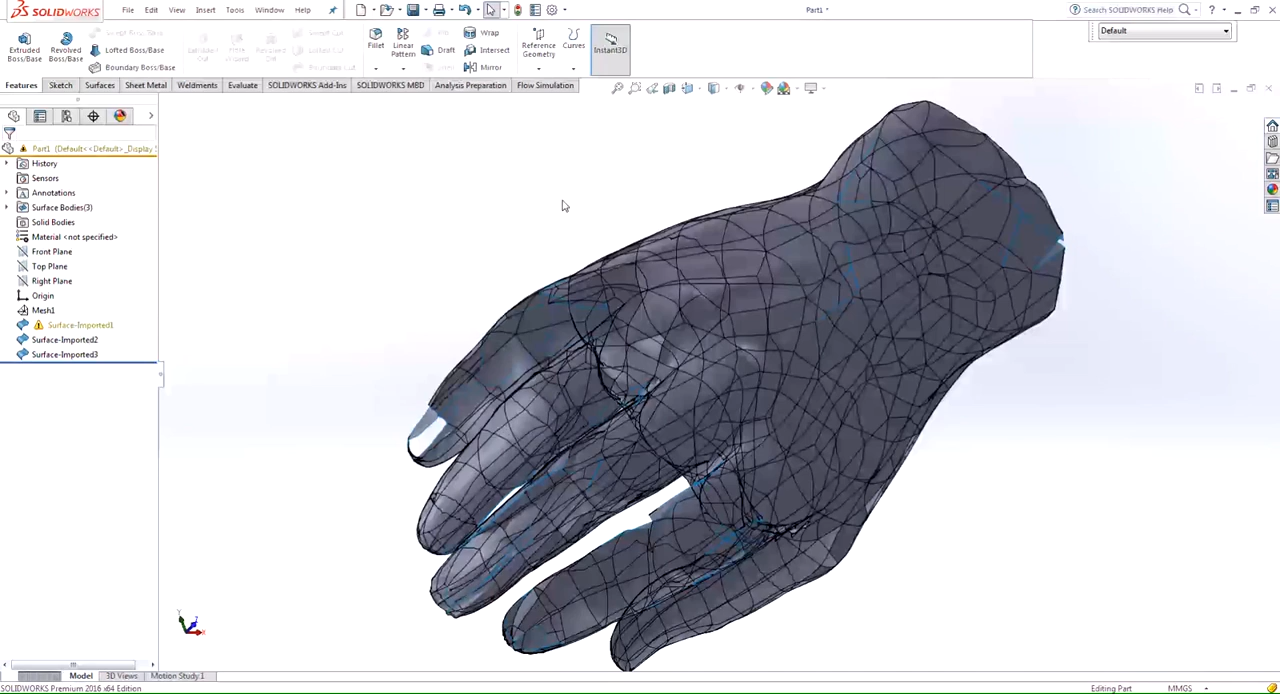 SOLIDWORKS
File Edit View Insert Tools Window Help
Part1 *
Search SOLIDWORKS Help
Default
Extruded Boss/Base
Revolved Boss/Base
Lofted Boss/Base
Boundary Boss/Base
Fillet
Linear Pattern
Draft
Wrap
Intersect
Mirror
Reference Geometry
Curves
Instant3D
Features Sketch Surfaces Sheet Metal Weldments Evaluate SOLIDWORKS Add-Ins SOLIDWORKS MBD Analysis Preparation Flow Simulation
Part1 (Default<<Default>_Display
History
Sensors
Annotations
Surface Bodies(3)
Solid Bodies
Material <not specified>
Front Plane
Top Plane
Right Plane
Origin
Mesh1
Surface-Imported1
Surface-Imported2
Surface-Imported3
Y
Z
X
Model 3D Views Motion Study 1
SOLIDWORKS Premium 2016 x64 Edition
Editing Part MMGS